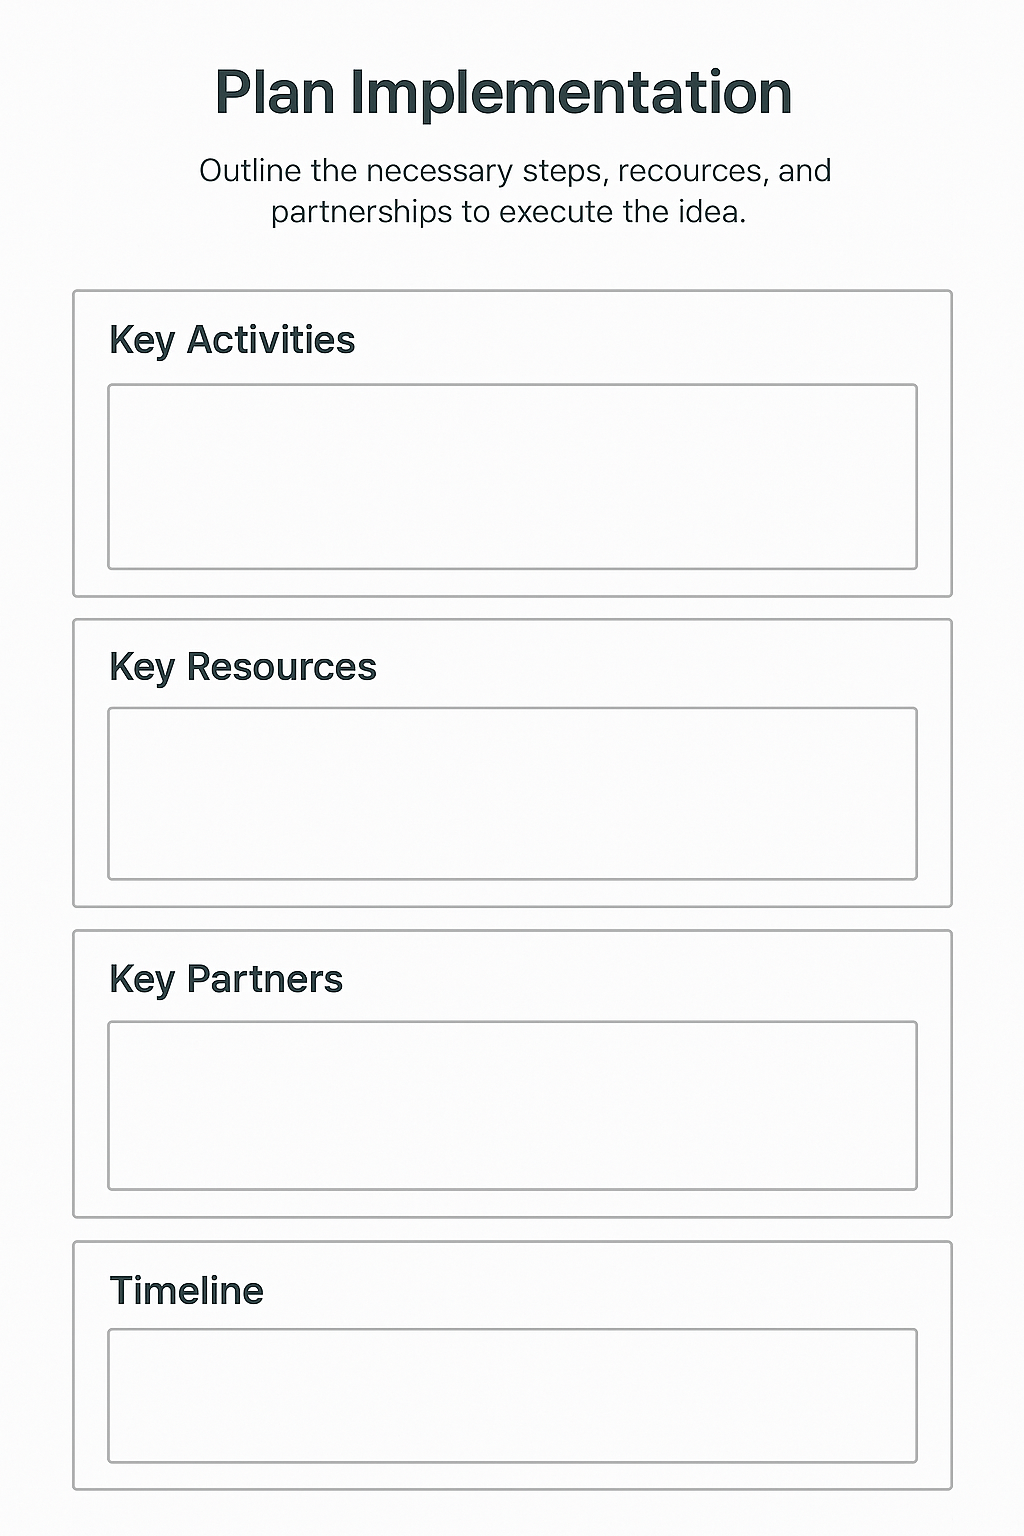 Plan Implementation
Outline the necessary steps, recources, and
partnerships to execute the idea.
Key Activities
Key Resources
Key Partners
Timeline